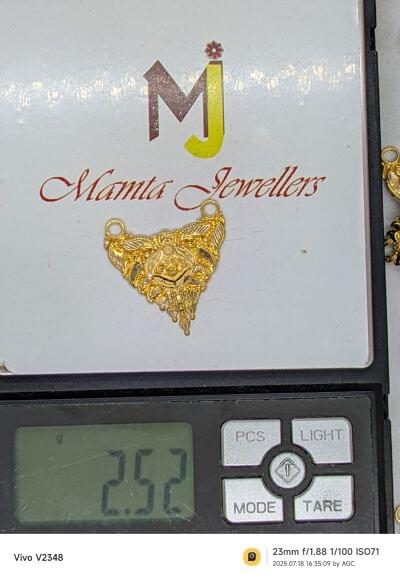 MJ
Mamta Jewellers
g
2.52
PCS
LIGHT
MODE
TARE
Vivo V2348
23mm f/1.88 1/100 ISO71
2025.07.18 16:35:09 by AGC